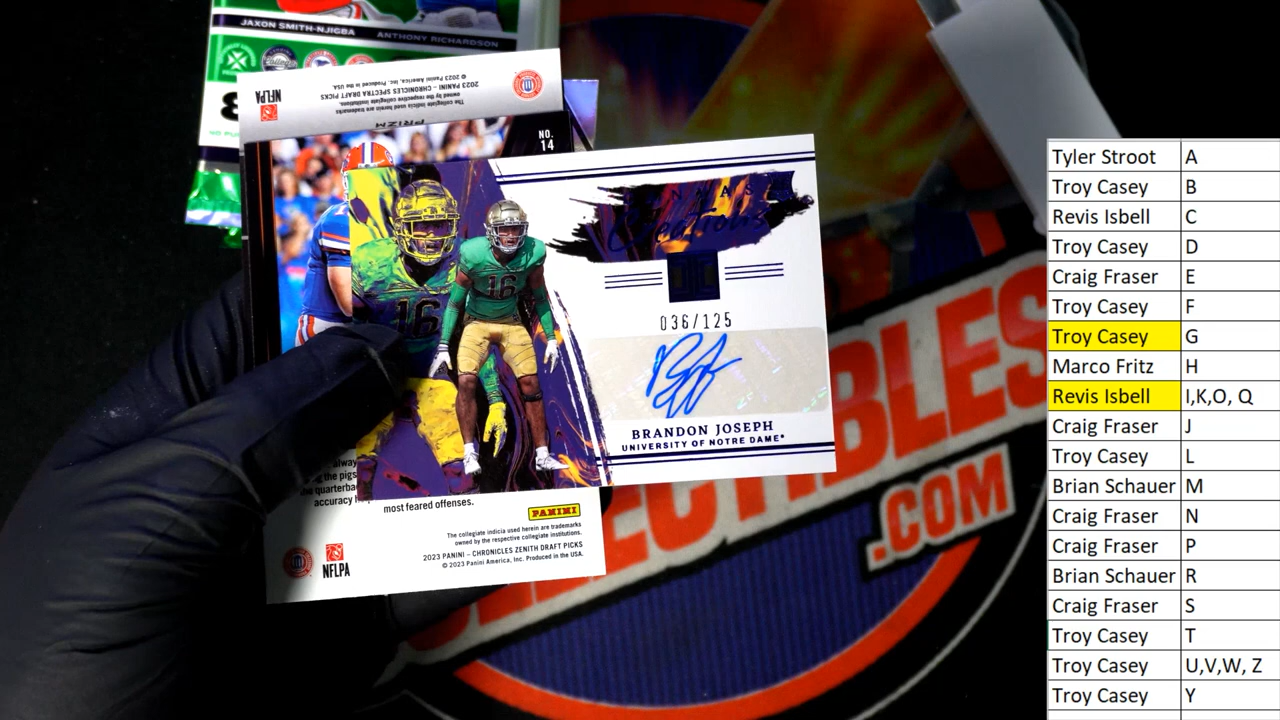 JAXON SMITH-NJIGBA
ANTHONY RICHARDSON
© 2023 Panini America, Inc. Produced in the USA.
2023 PANINI – CHRONICLES SPECTRA DRAFT PICKS
owned by the respective collegiate institutions.
The collegiate indicia used herein are trademarks
NFLPA
PRIZM
NO.
14
16
16
036/125
BRANDON JOSEPH
UNIVERSITY OF NOTRE DAME®
most feared offenses.
PANINI
The collegiate indicia used herein are trademarks
owned by the respective collegiate institutions.
2023 PANINI – CHRONICLES ZENITH DRAFT PICKS
© 2023 Panini America, Inc. Produced in the USA.
NFLPA
.COM
Tyler Stroot A
Troy Casey B
Revis Isbell C
Troy Casey D
Craig Fraser E
Troy Casey F
Troy Casey G
Marco Fritz H
Revis Isbell I,K,O, Q
Craig Fraser J
Troy Casey L
Brian Schauer M
Craig Fraser N
Craig Fraser P
Brian Schauer R
Craig Fraser S
Troy Casey T
Troy Casey U,V,W, Z
Troy Casey Y